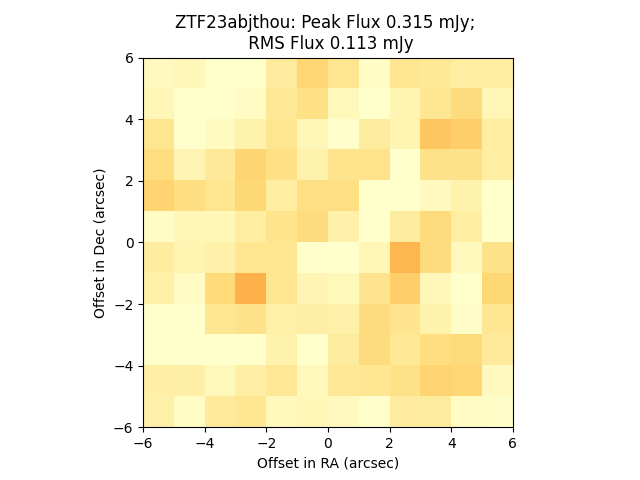 ZTF23abjthou: Peak Flux 0.315 mJy;
RMS Flux 0.113 mJy
6
4
2
0
−2
−4
−6
Offset in Dec (arcsec)
−6 −4 −2 0 2 4 6
Offset in RA (arcsec)